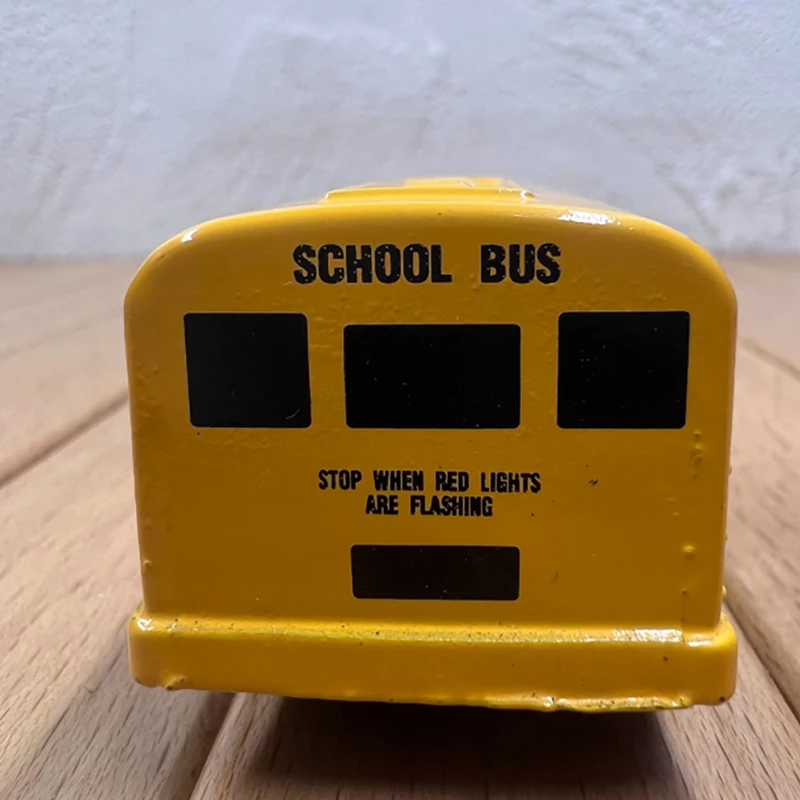 SCHOOL BUS
STOP WHEN RED LIGHTS
ARE FLASHING